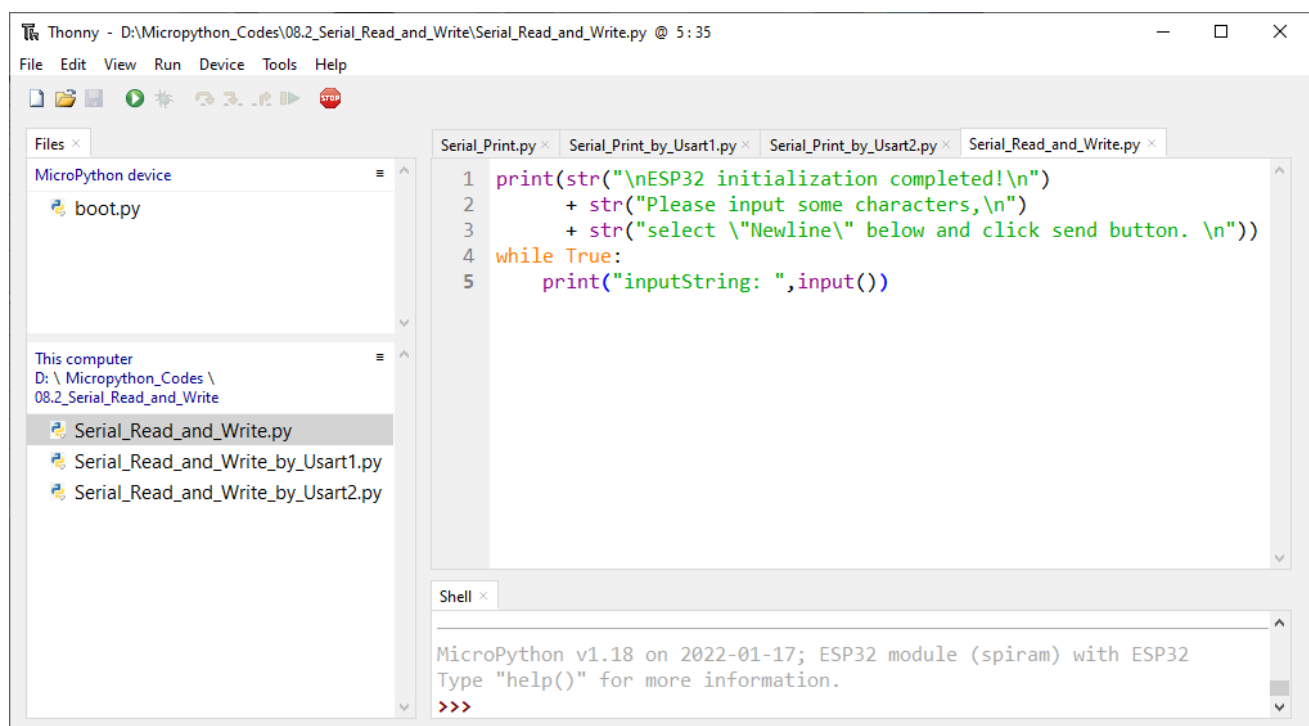 Thonny - D:\Micropython_Codes\08.2_Serial_Read_and_Write\Serial_Read_and_Write.py @ 5:35
File Edit View Run Device Tools Help
STOP
Files
MicroPython device
boot.py
This computer
D: \ Micropython_Codes \
08.2_Serial_Read_and_Write
Serial_Read_and_Write.py
Serial_Read_and_Write_by_Usart1.py
Serial_Read_and_Write_by_Usart2.py
Serial_Print.py Serial_Print_by_Usart1.py Serial_Print_by_Usart2.py Serial_Read_and_Write.py
1 print(str("\nESP32 initialization completed!\n")
2       + str("Please input some characters,\n")
3       + str("select \"Newline\" below and click send button. \n"))
4 while True:
5     print("inputString: ",input())
Shell
MicroPython v1.18 on 2022-01-17; ESP32 module (spiram) with ESP32
Type "help()" for more information.
>>>